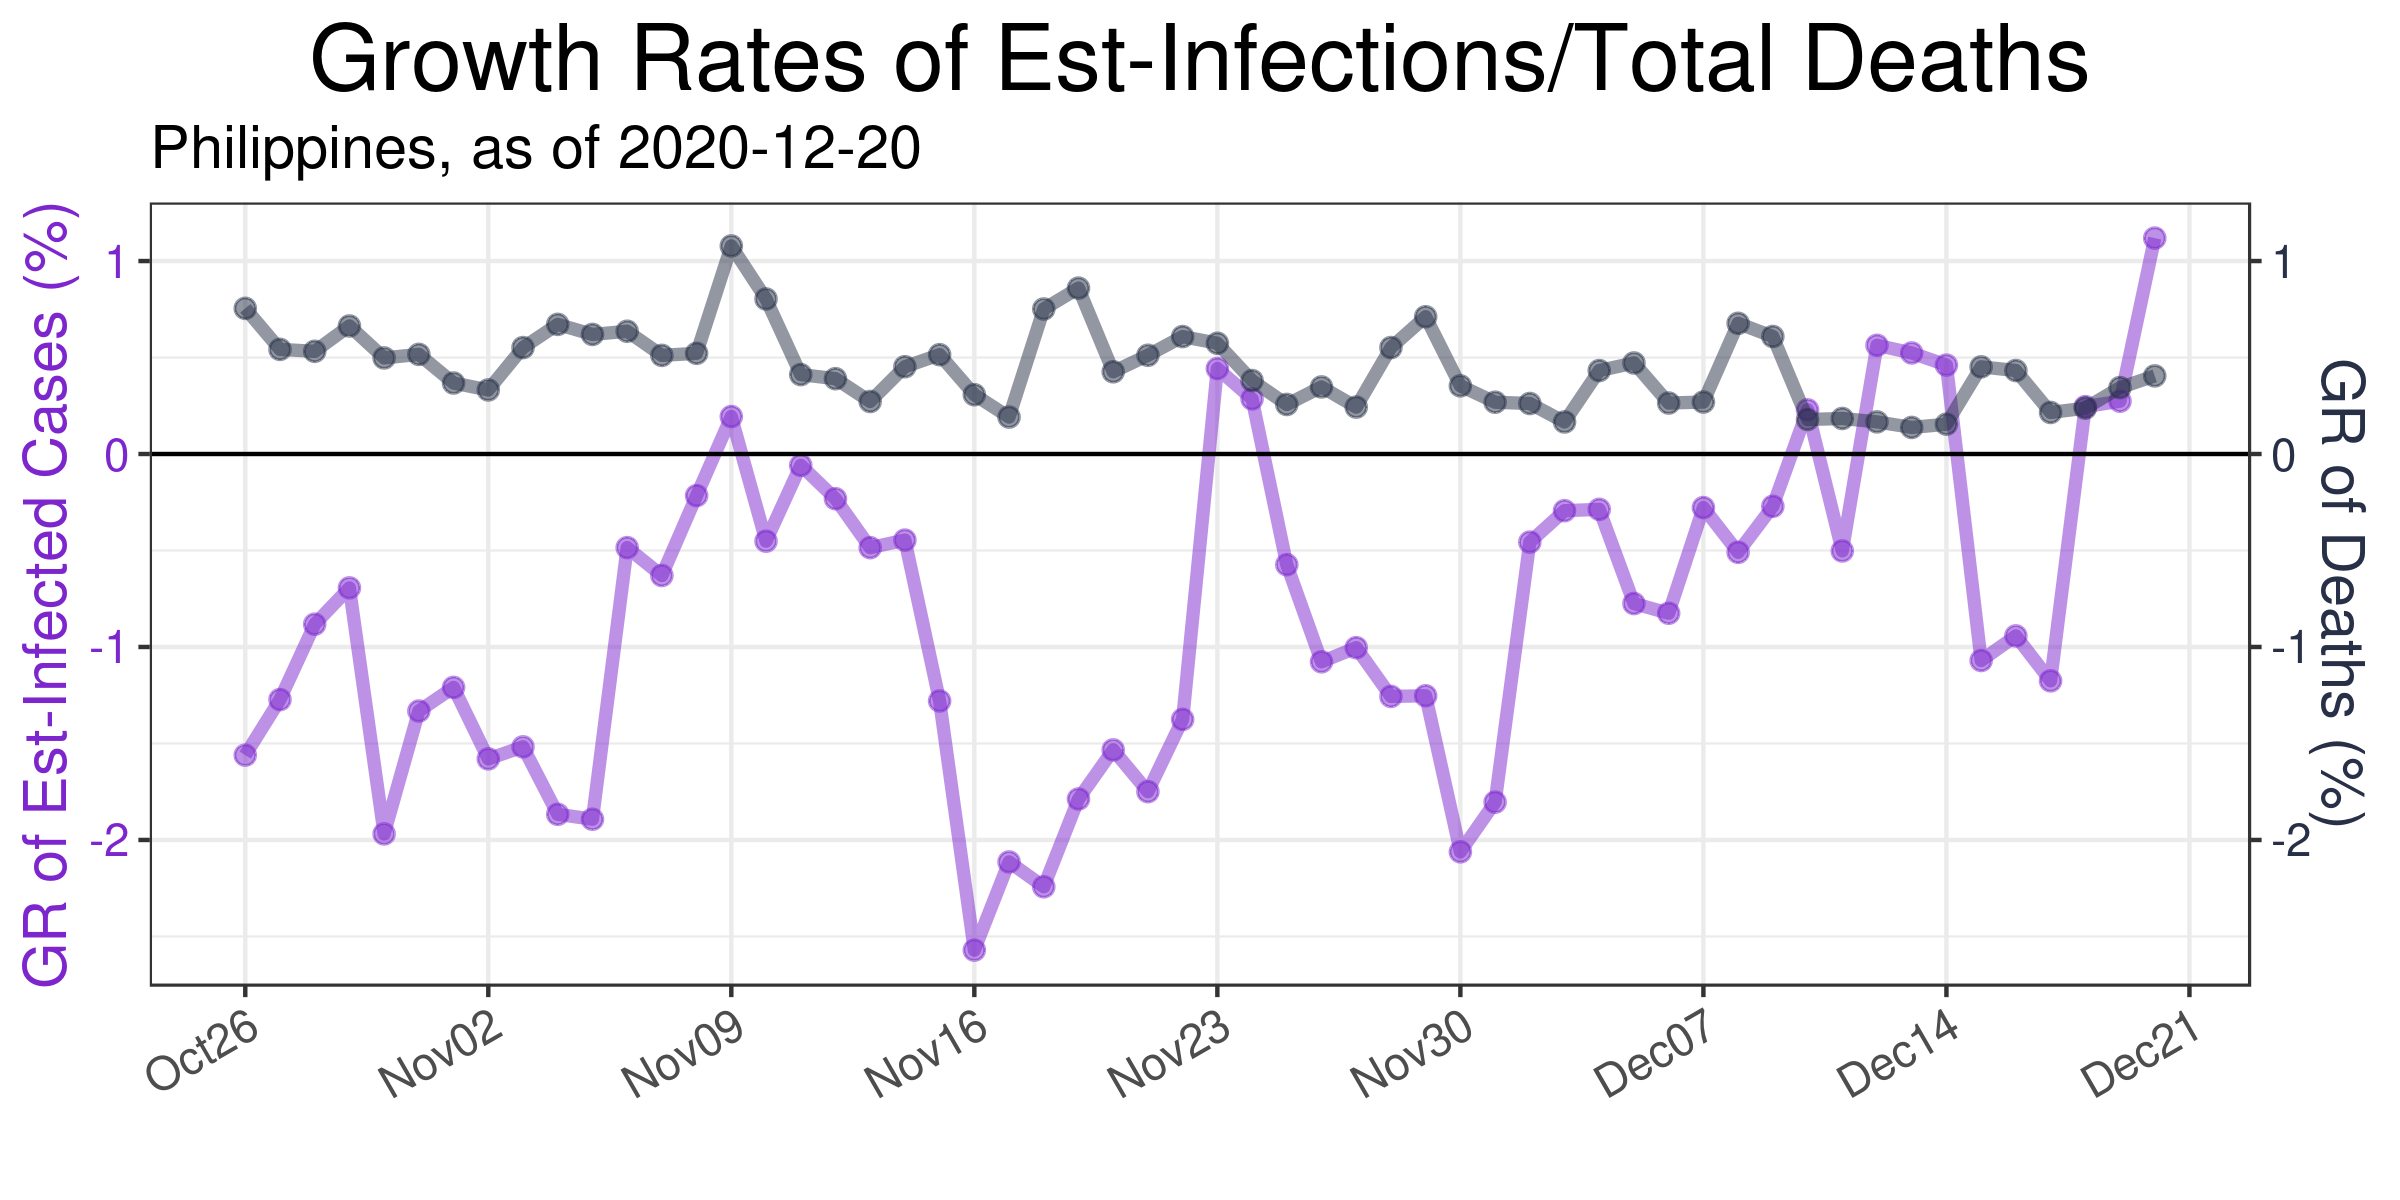 Growth Rates of Est-Infections/Total Deaths
Philippines, as of 2020-12-20
GR of Est-Infected Cases (%)
1
0
-1
-2
1
0
-1
-2
GR of Deaths (%)
Oct26
Nov02
Nov09
Nov16
Nov23
Nov30
Dec07
Dec14
Dec21